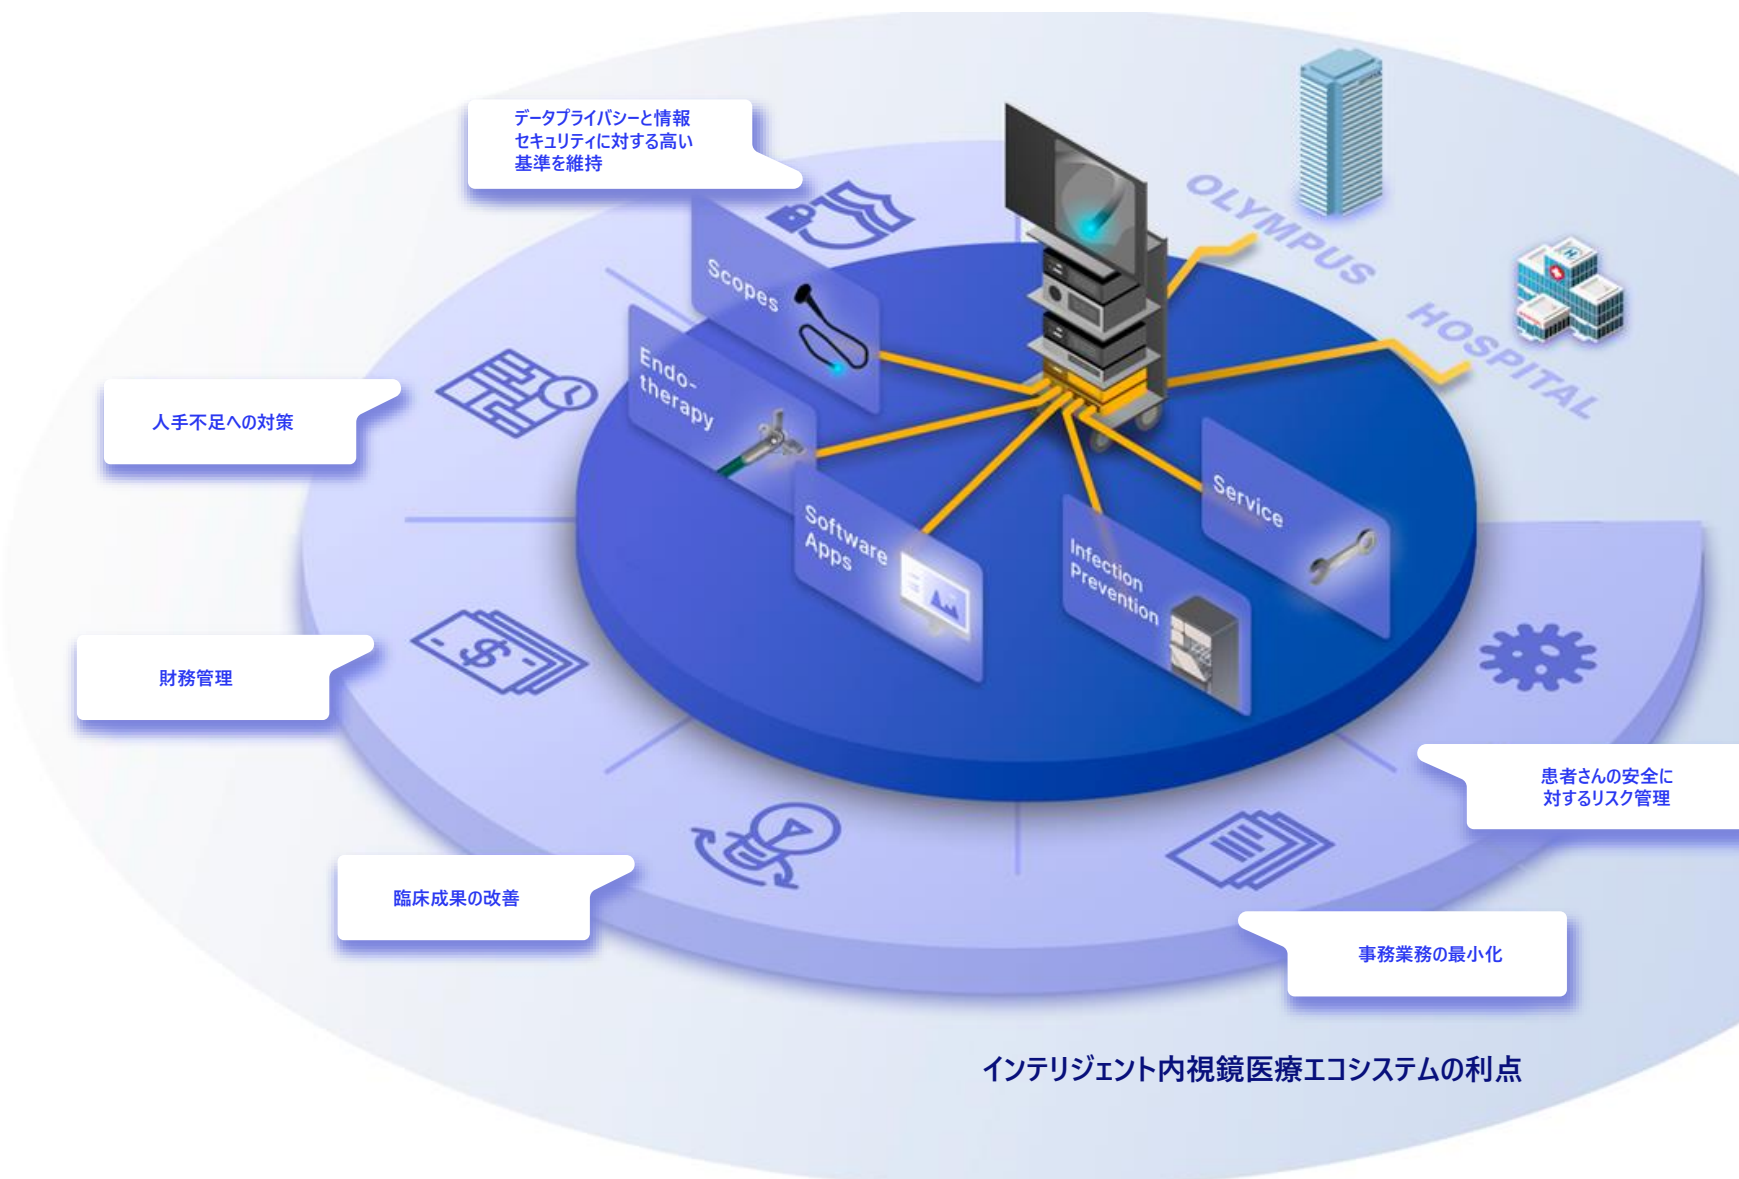 データプライバシーと情報
セキュリティに対する高い
基準を維持
OLYMPUS
HOSPITAL
Scopes
Endo-
therapy
人手不足への対策
Software
Apps
Infection
Prevention
Service
財務管理
患者さんの安全に
対するリスク管理
臨床成果の改善
事務業務の最小化
インテリジェント内視鏡医療エコシステムの利点